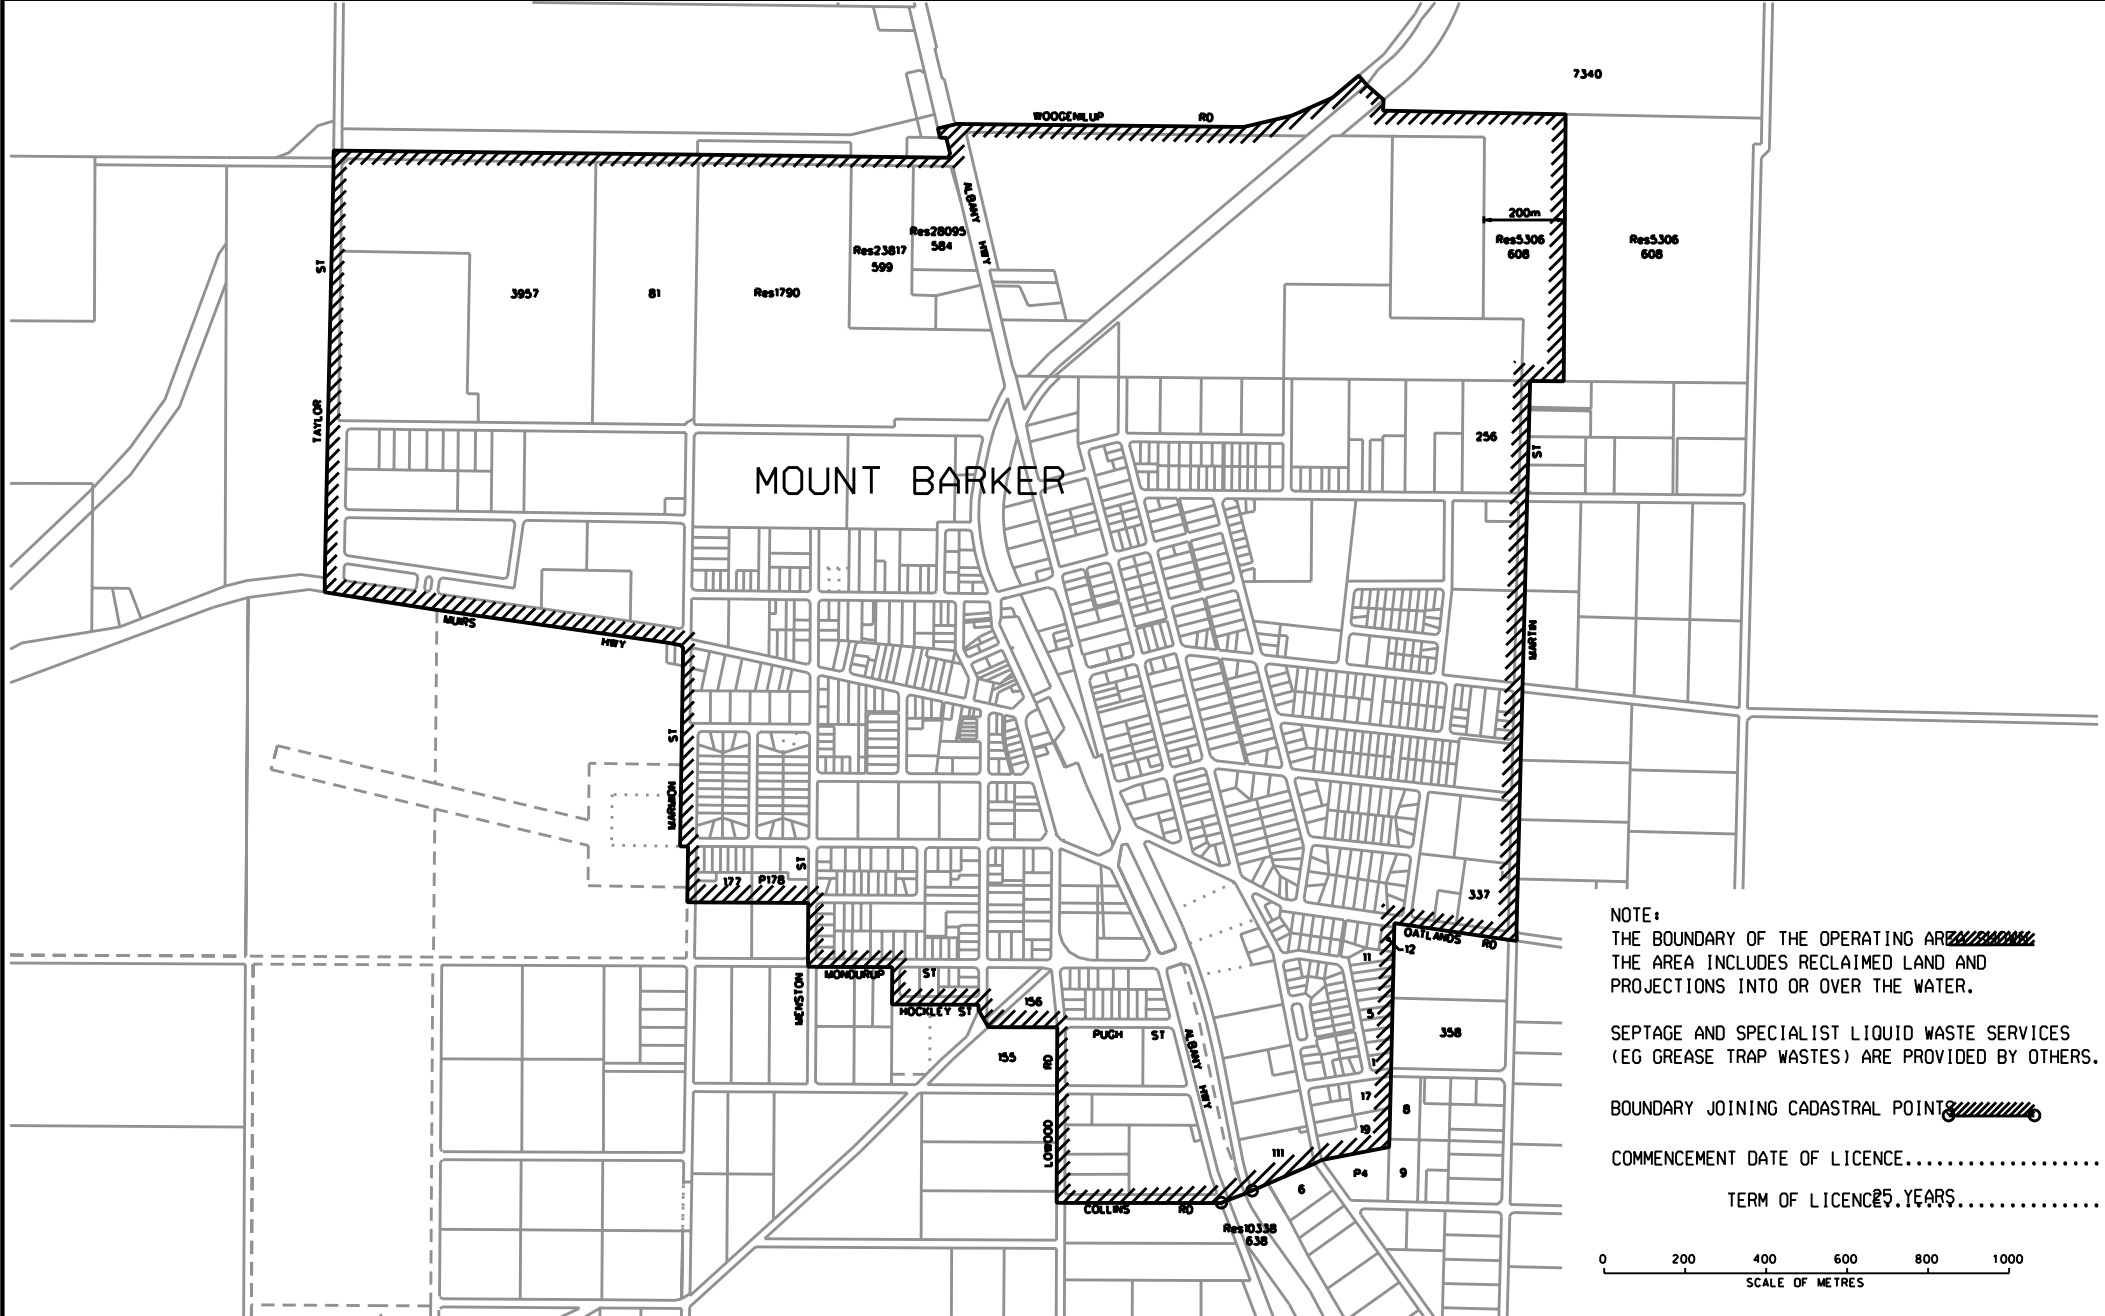 7340
WOOGENILUP RD
ALBANY HWY
200m
Res28095
584
Res23817
599
Res5306
608
Res5306
608
ST
3957
81
Res1790
TAYLOR
256
ST
MOUNT BARKER
MUIRS
HWY
MARTIN
ST
MARMION
ST
177
P178
337
OATLANDS RD
12
11
MONDURUP ST
MENSTON
HOCKLEY ST
156
5
358
PUGH ST
155
RD
ALBANY HWY
1
17
8
19
LOWOOD
111
P4
9
6
COLLINS RD
Res10338
638
NOTE:
THE BOUNDARY OF THE OPERATING AREA SHOWN
THE AREA INCLUDES RECLAIMED LAND AND
PROJECTIONS INTO OR OVER THE WATER.
SEPTAGE AND SPECIALIST LIQUID WASTE SERVICES
(EG GREASE TRAP WASTES) ARE PROVIDED BY OTHERS.
BOUNDARY JOINING CADASTRAL POINTS
COMMENCEMENT DATE OF LICENCE....................
TERM OF LICENCE 25 YEARS...............
0 200 400 600 800 1000
SCALE OF METRES